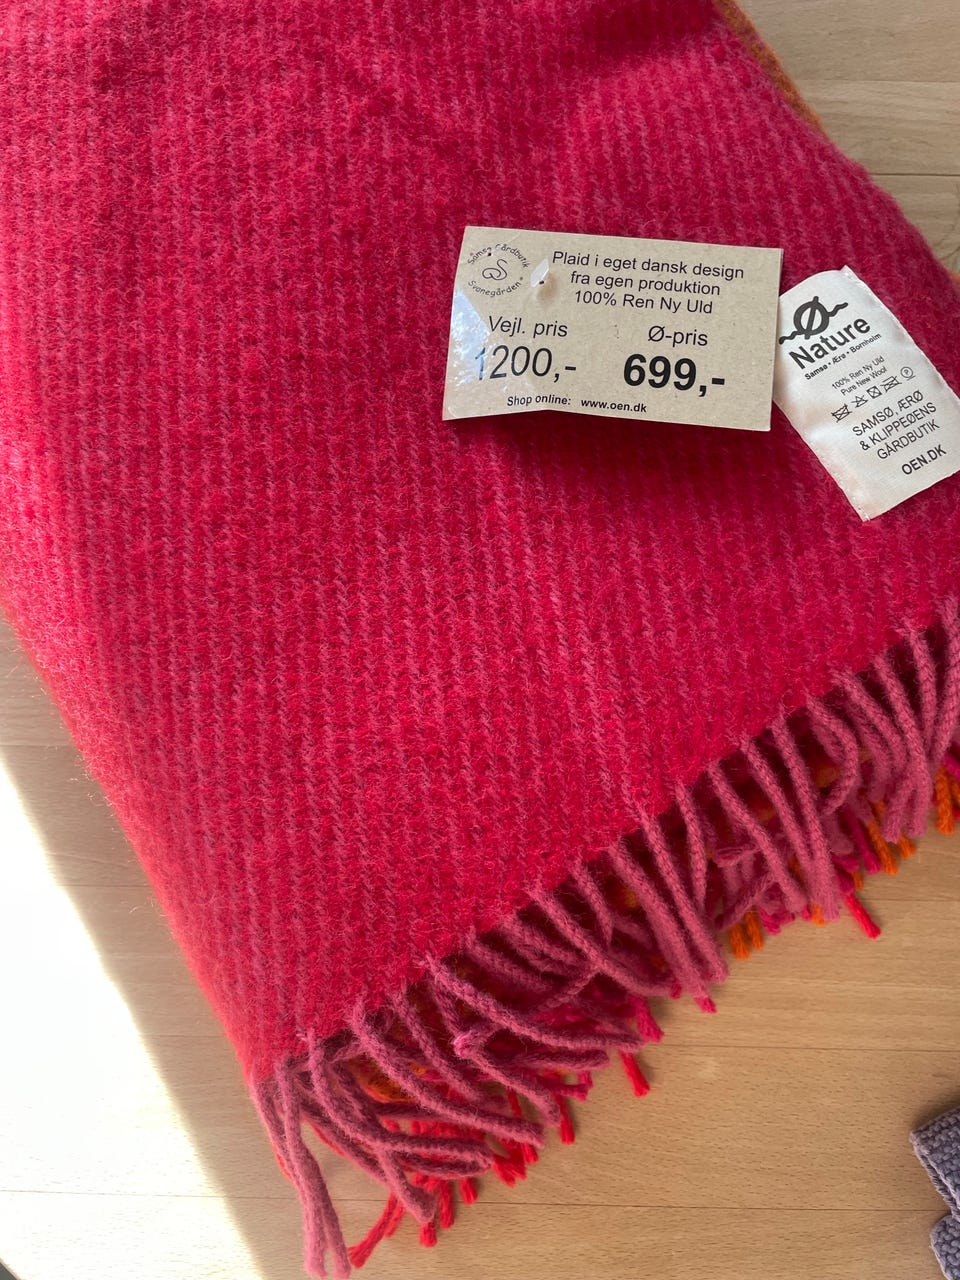 Samsø Gårdbutik
Svanegården
Plaid i eget dansk design
fra egen produktion
100% Ren Ny Uld
Vejl. pris
Ø-pris
1200,-
699,-
Shop online: www.oen.dk
Ø
Nature
Samsø • Ærø • Bornholm
100% Ren Ny Uld
Pure New Wool
P
SAMSØ, ÆRØ
& KLIPPEØENS
GÅRDBUTIK
OEN.DK